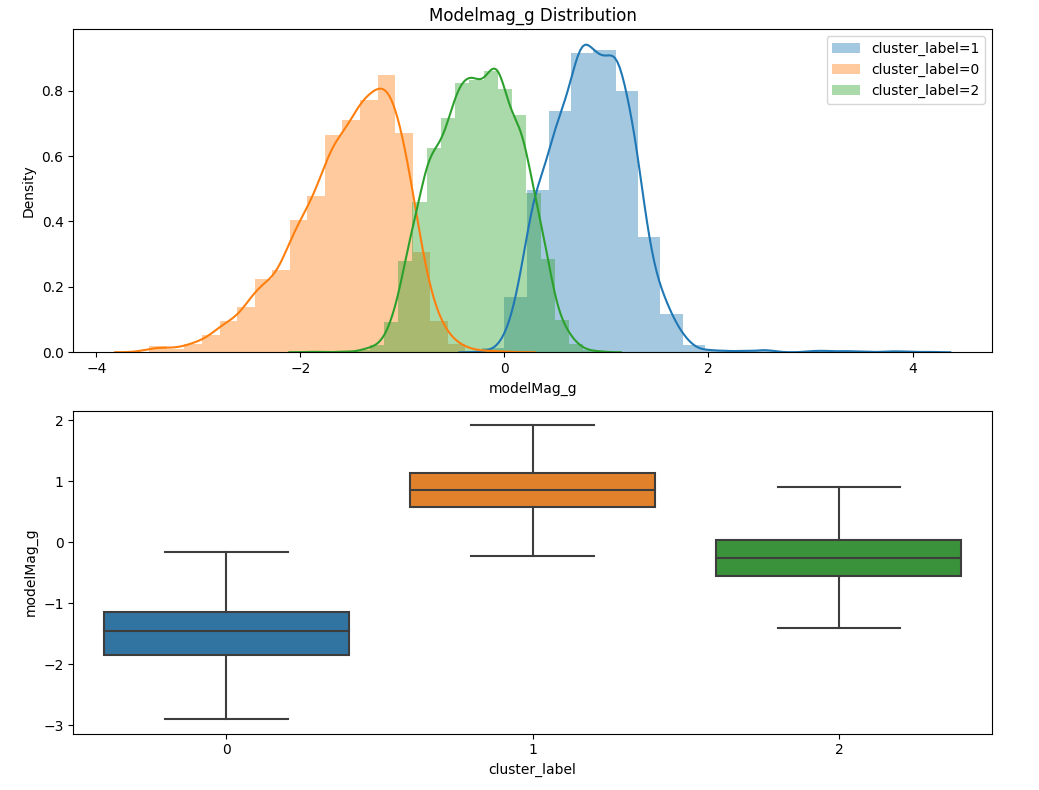 Modelmag_g Distribution
cluster_label=1
cluster_label=0
cluster_label=2
Density
0.8
0.6
0.4
0.2
0.0
−4
−2
0
2
4
modelMag_g
modelMag_g
2
1
0
−1
−2
−3
0
1
2
cluster_label